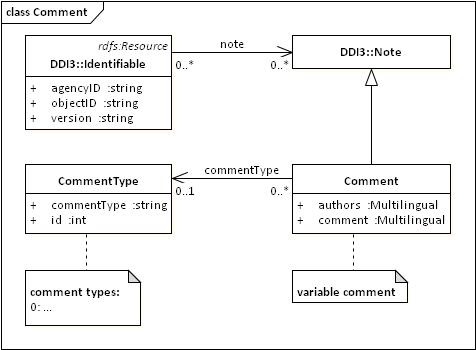 class Comment
rdfs:Resource
DDI3::Identifiable
+ agencyID :string
+ objectID :string
+ version :string
note
0..*
0..*
DDI3::Note
CommentType
+ commentType :string
+ id :int
commentType
0..1
0..*
Comment
+ authors :Multilingual
+ comment :Multilingual
comment types:
0: ...
variable comment